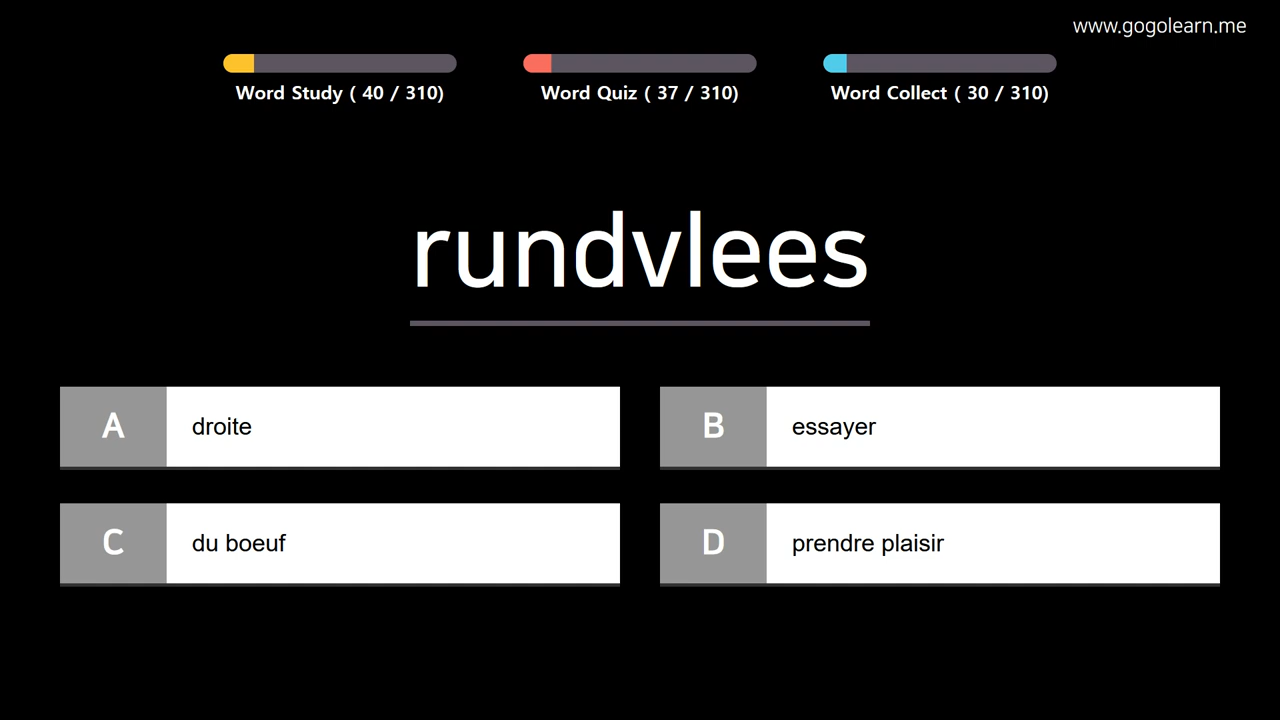 www.gogolearn.me
Word Study ( 40 / 310)
Word Quiz ( 37 / 310)
Word Collect ( 30 / 310)
rundvlees
A droite
B essayer
C du boeuf
D prendre plaisir